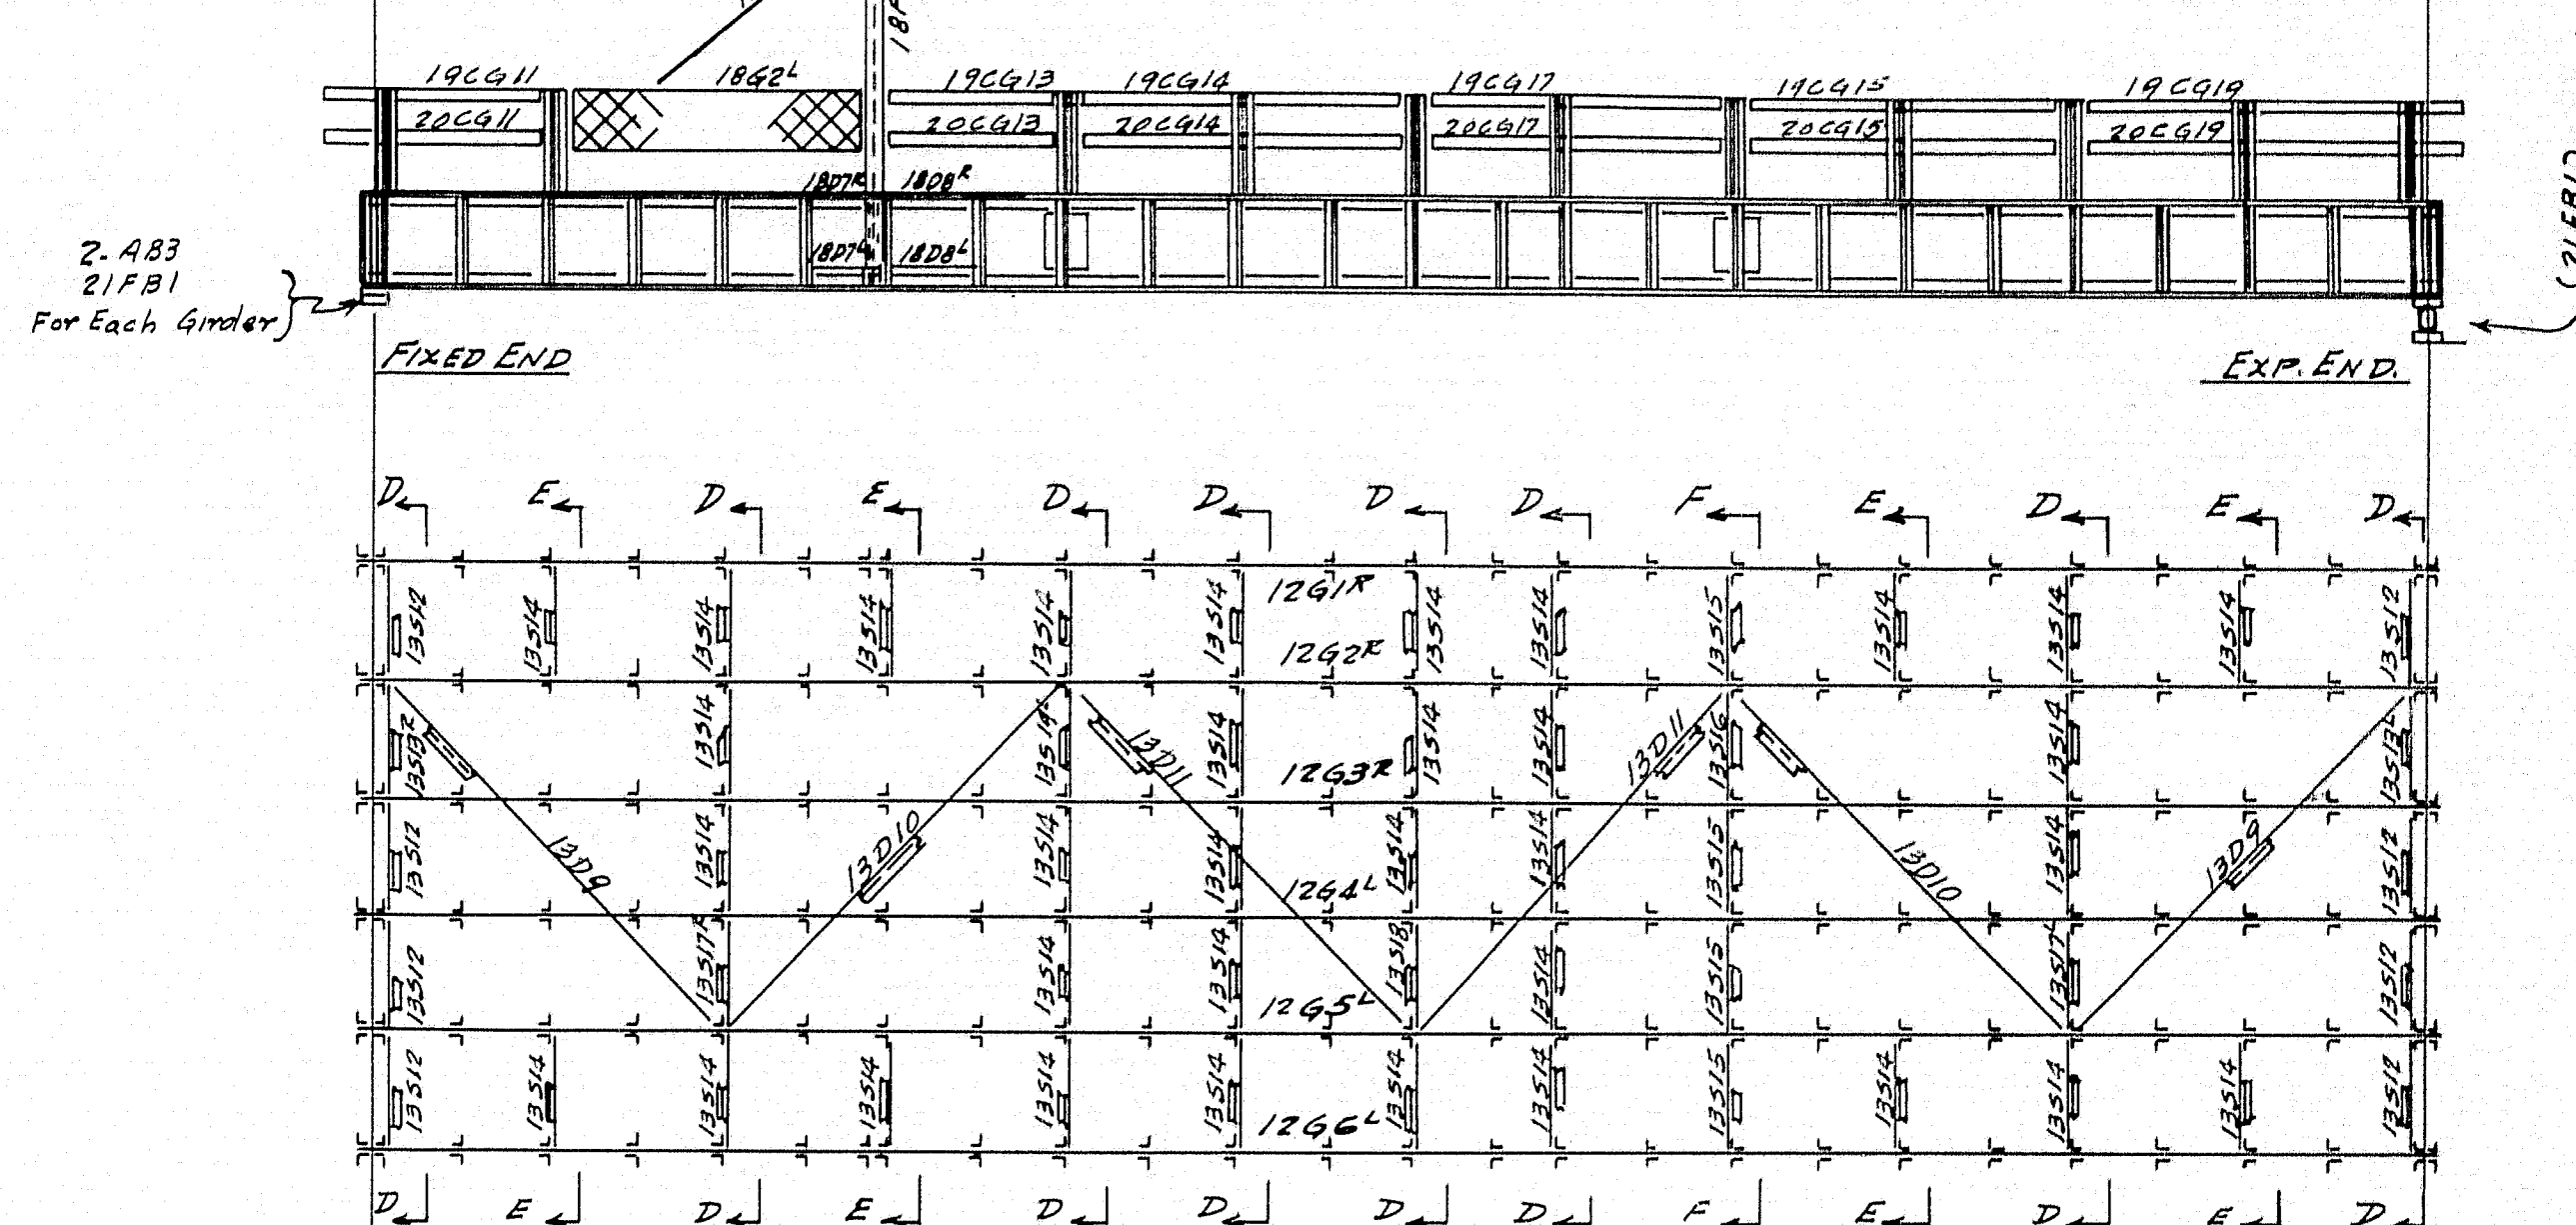 18F
19CG11 18G2L 19CG13 19CG14 19CG17 19CG15 19CG19
20CG11 20CG13 20CG14 20CG17 20CG15 20CG19
18D7R 18D8R
18D7L 18D8L
2-AB3
21FB1
For Each Girder
(21EB1)
FIXED END EXP. END.
D E D E D D D D F E D E D
12G1R
13S12 13S14 13S14 13S14 13S14 13S14 13S14 13S14 13S15 13S14 13S14 13S14 13S12
12G2R
13S13R 13S14 13S14 13D11 13S14 13S14 13S14 13D11 13S16 13S14 13S13L
12G3R
13S12 13D9 13S14 13D10 13S14 13S14 13S14 13S14 13S15 13D10 13S14 13D9 13S12
12G4L
13S12 13S17R 13S14 13S14 13S18 13S14 13S15 13S17L 13S12
12G5L
13S12 13S14 13S14 13S14 13S14 13S14 13S14 13S14 13S15 13S14 13S14 13S14 13S12
12G6L
D E D E D D D D F E D E D